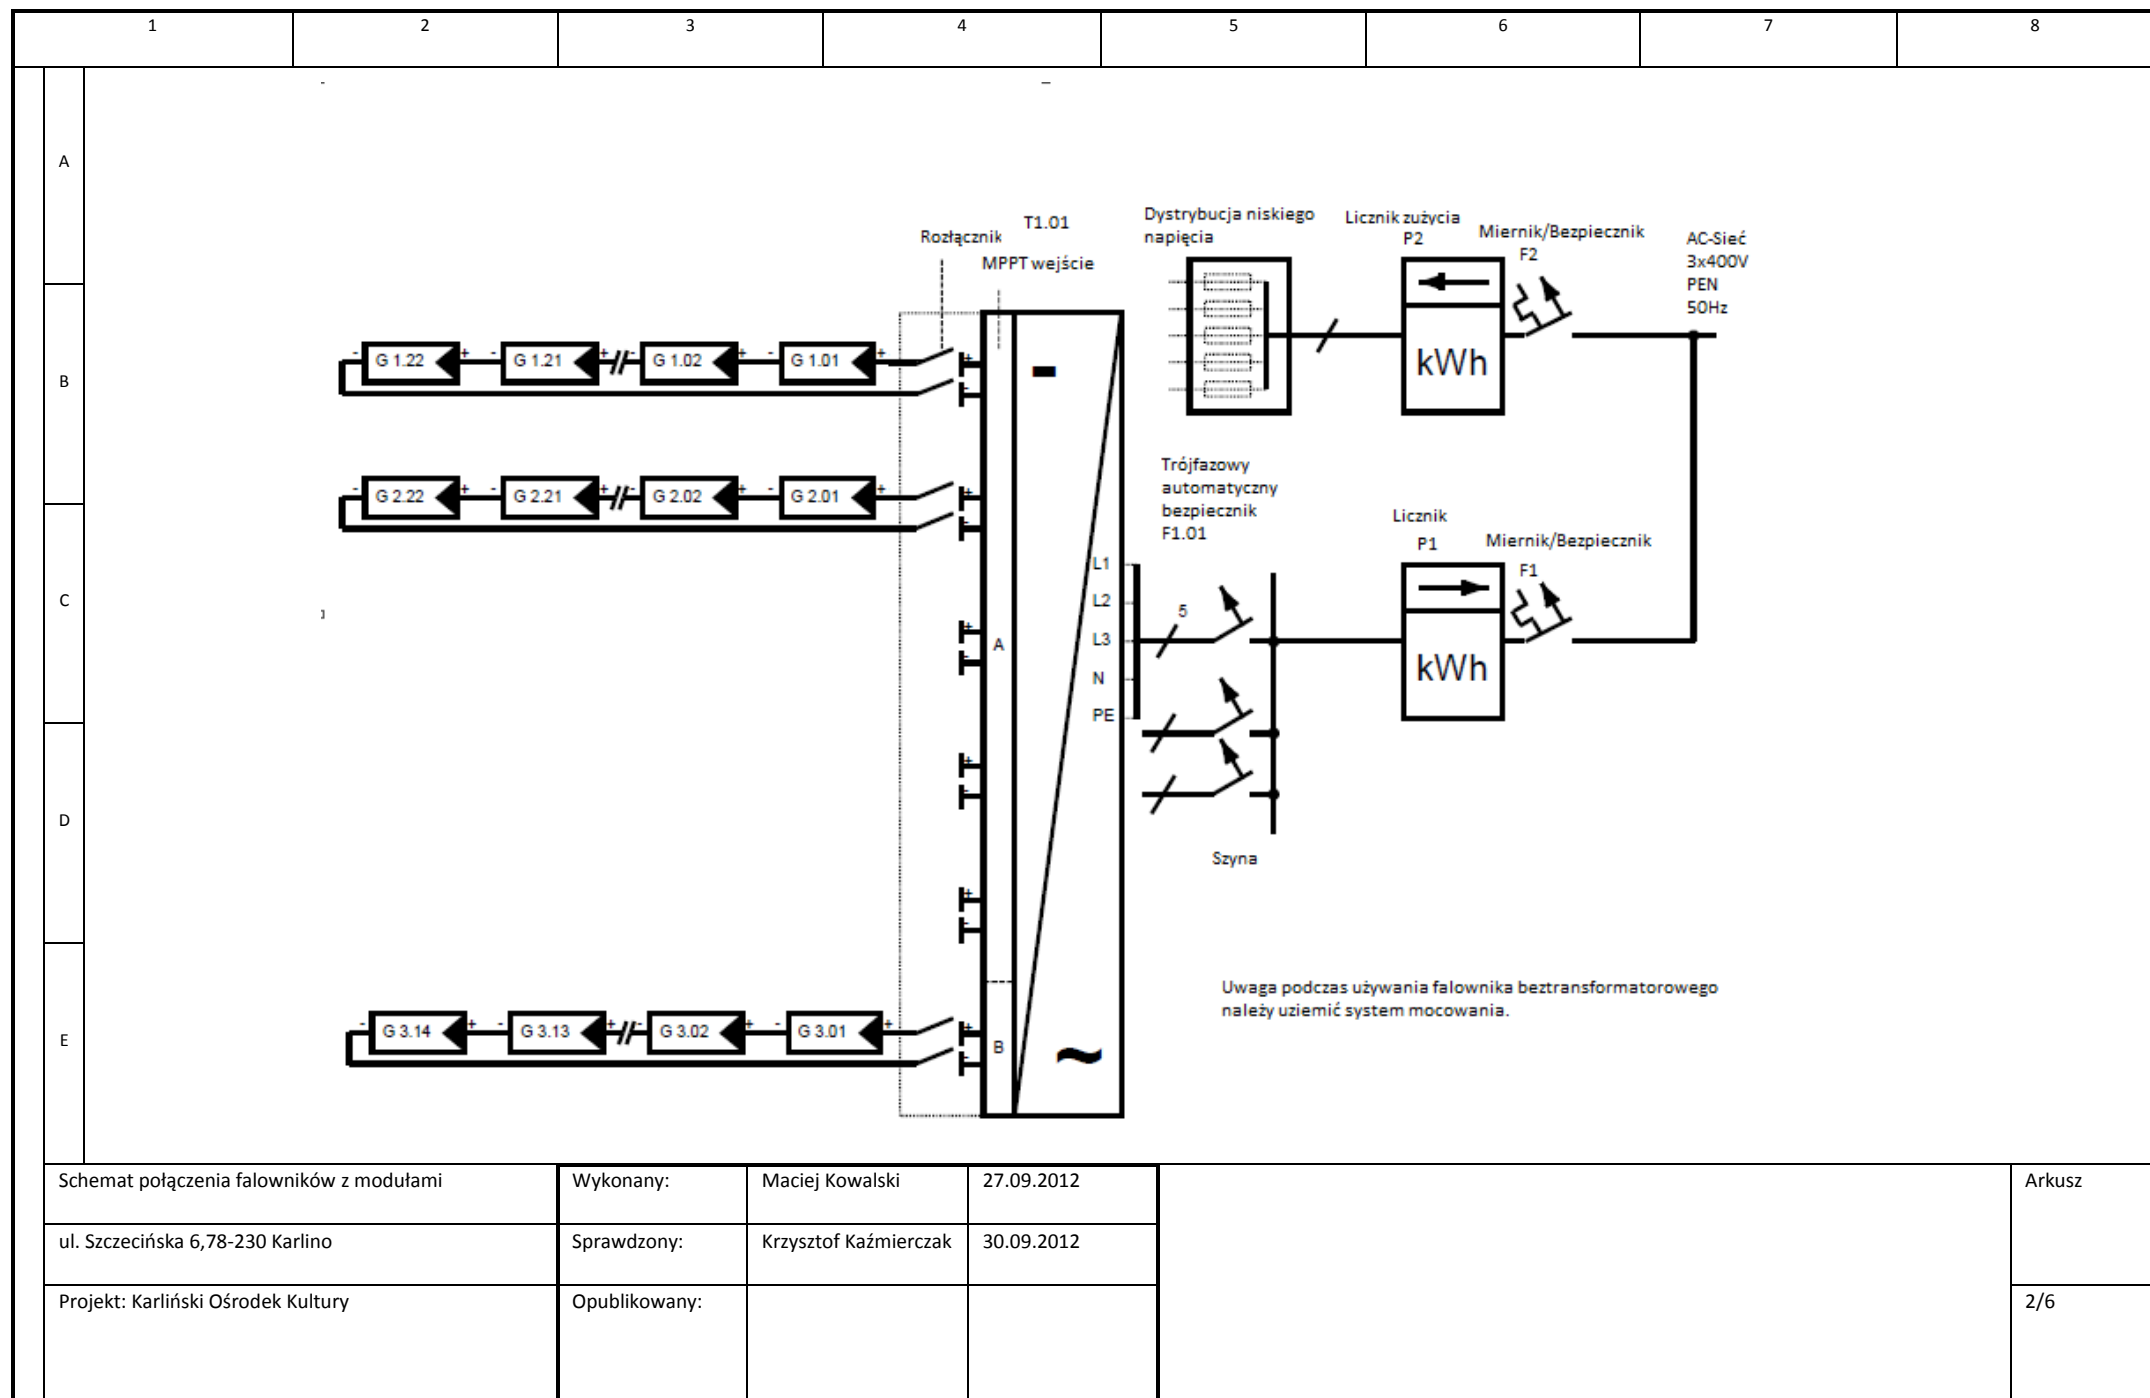 1 2 3 4 5 6 7 8
A
B
C
D
E
T1.01
Rozłącznik
MPPT wejście
Dystrybucja niskiego
napięcia
Licznik zużycia
P2
Miernik/Bezpiecznik
F2
AC-Sieć
3x400V
PEN
50Hz
- G 1.22 + - G 1.21 + - G 1.02 + - G 1.01 +
+
-
-
kWh
- G 2.22 + - G 2.21 + - G 2.02 + - G 2.01 +
+
-
Trójfazowy
automatyczny
bezpiecznik
F1.01
Licznik
P1
Miernik/Bezpiecznik
F1
L1
L2
L3
N
PE
5
kWh
+
-
A
+
-
+
-
Szyna
Uwaga podczas używania falownika beztransformatorowego
należy uziemić system mocowania.
- G 3.14 + - G 3.13 + - G 3.02 + - G 3.01 +
+
-
B
~
Schemat połączenia falowników z modułami
Wykonany: Maciej Kowalski 27.09.2012
Arkusz
ul. Szczecińska 6,78-230 Karlino
Sprawdzony: Krzysztof Kaźmierczak 30.09.2012
Projekt: Karliński Ośrodek Kultury
Opublikowany:
2/6